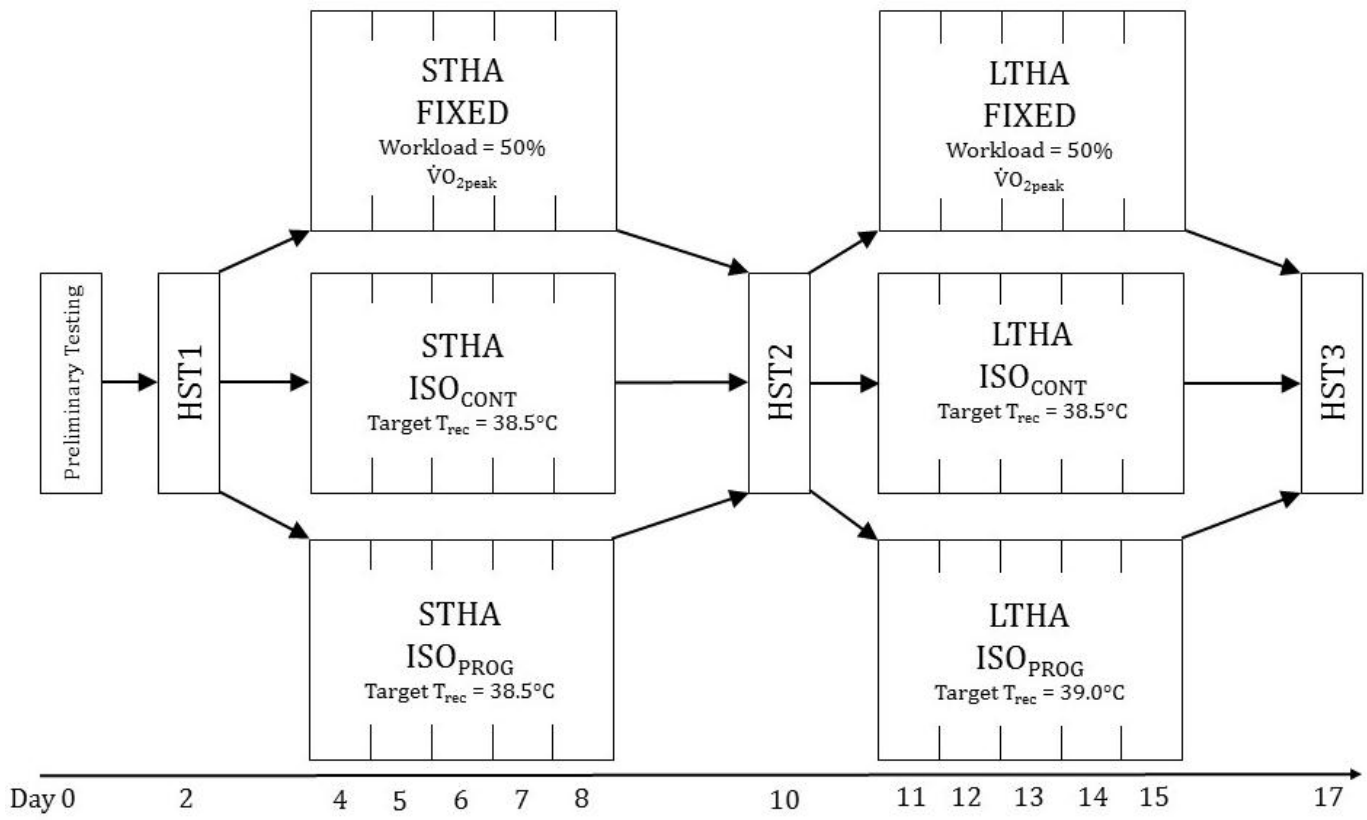 STHA
FIXED
Workload = 50%
V̇O2peak
LTHA
FIXED
Workload = 50%
V̇O2peak
Preliminary Testing
HST1
STHA
ISOCONT
Target Trec = 38.5°C
HST2
LTHA
ISOCONT
Target Trec = 38.5°C
HST3
STHA
ISOPROG
Target Trec = 38.5°C
LTHA
ISOPROG
Target Trec = 39.0°C
Day 0 2 4 5 6 7 8 10 11 12 13 14 15 17